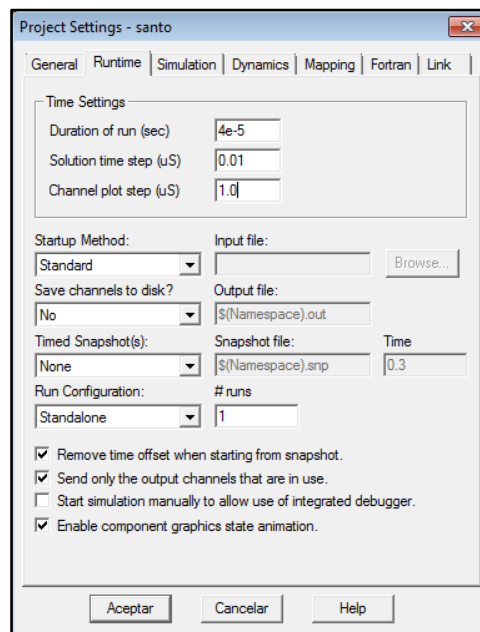 Project Settings - santo
General Runtime Simulation Dynamics Mapping Fortran Link
Time Settings
Duration of run (sec) 4e-5
Solution time step (uS) 0.01
Channel plot step (uS) 1.0
Startup Method: Input file:
Standard Browse...
Save channels to disk? Output file:
No $(Namespace).out
Timed Snapshot(s): Snapshot file: Time
None $(Namespace).snp 0.3
Run Configuration: # runs
Standalone 1
Remove time offset when starting from snapshot.
Send only the output channels that are in use.
Start simulation manually to allow use of integrated debugger.
Enable component graphics state animation.
Aceptar Cancelar Help